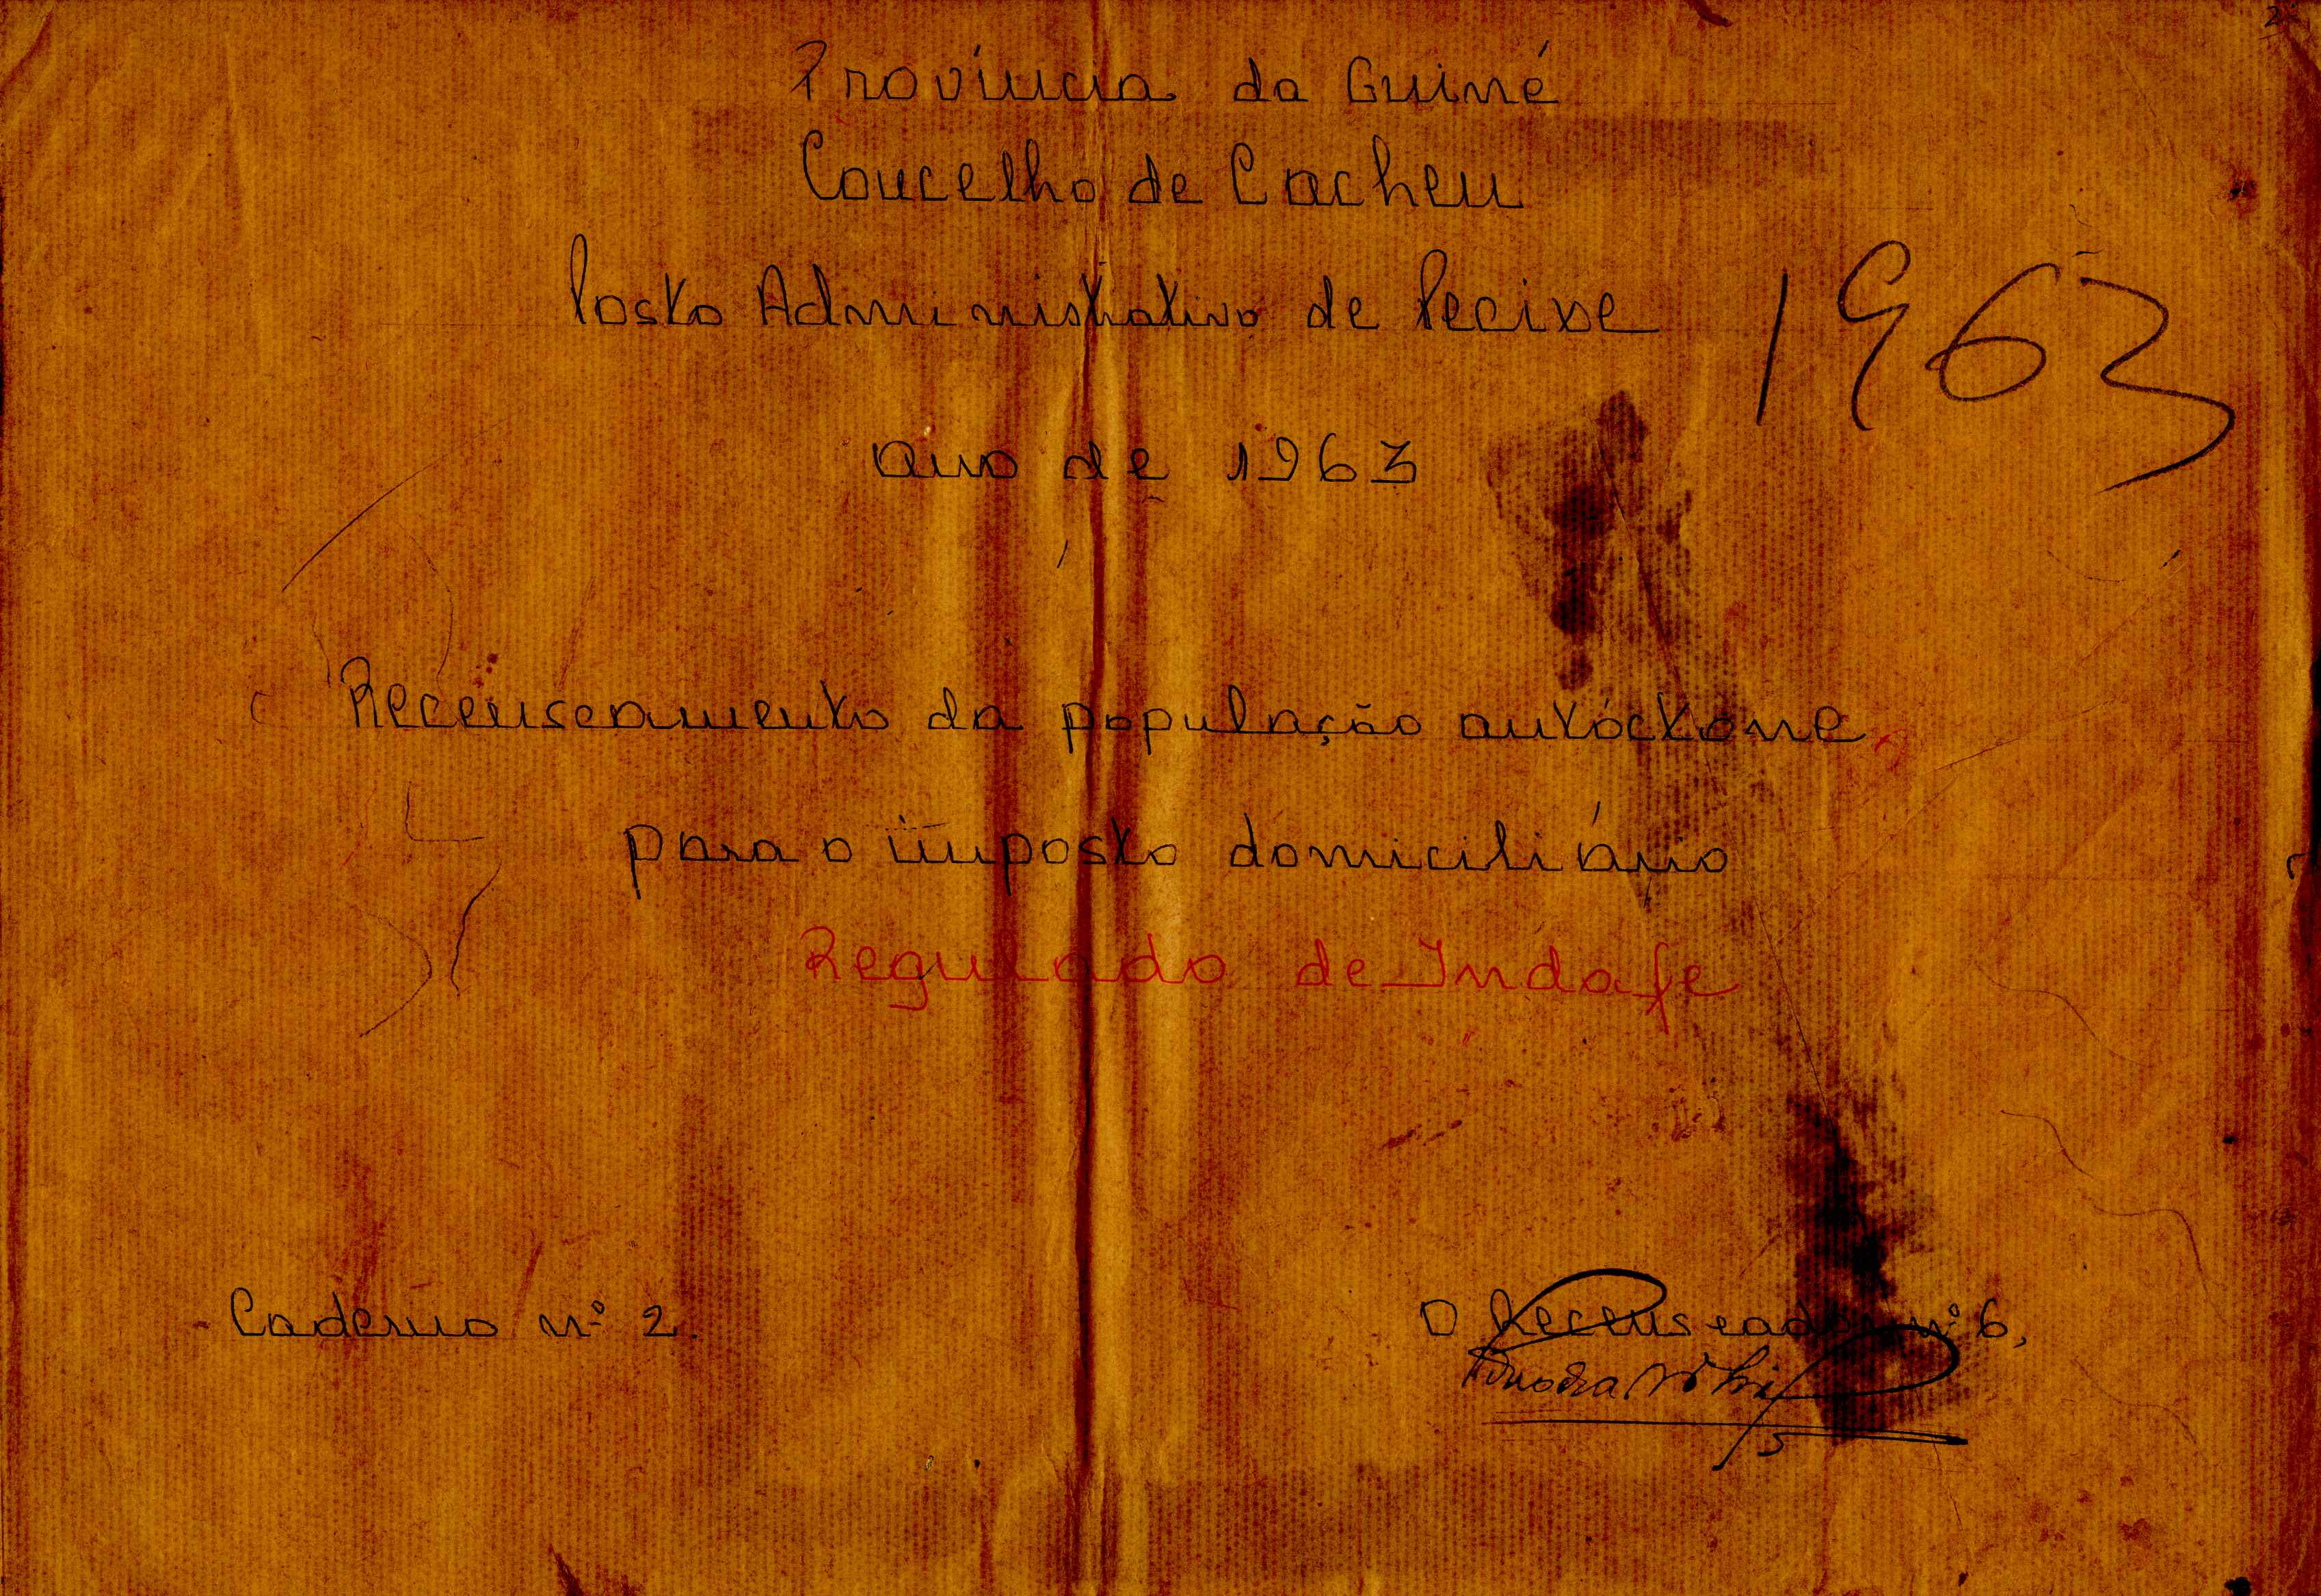 Província da Guiné
Concelho de Cacheu
Posto Administrativo de Pecixe
1963
Ano de 1963
Recenseamento da população autóctone
para o imposto domiciliário
Regulado de Indafe
Caderno nº 2.
O Recenseador nº 6,